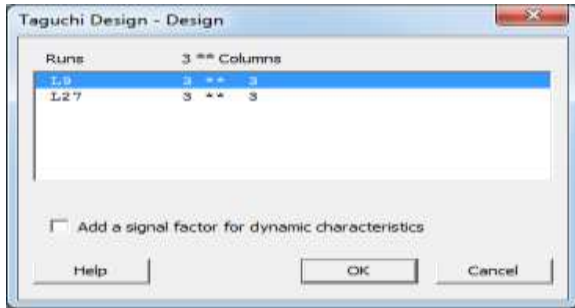 Taguchi Design - Design
Runs 3 ** Columns
L9 3 ** 3
L27 3 ** 3
Add a signal factor for dynamic characteristics
Help OK Cancel